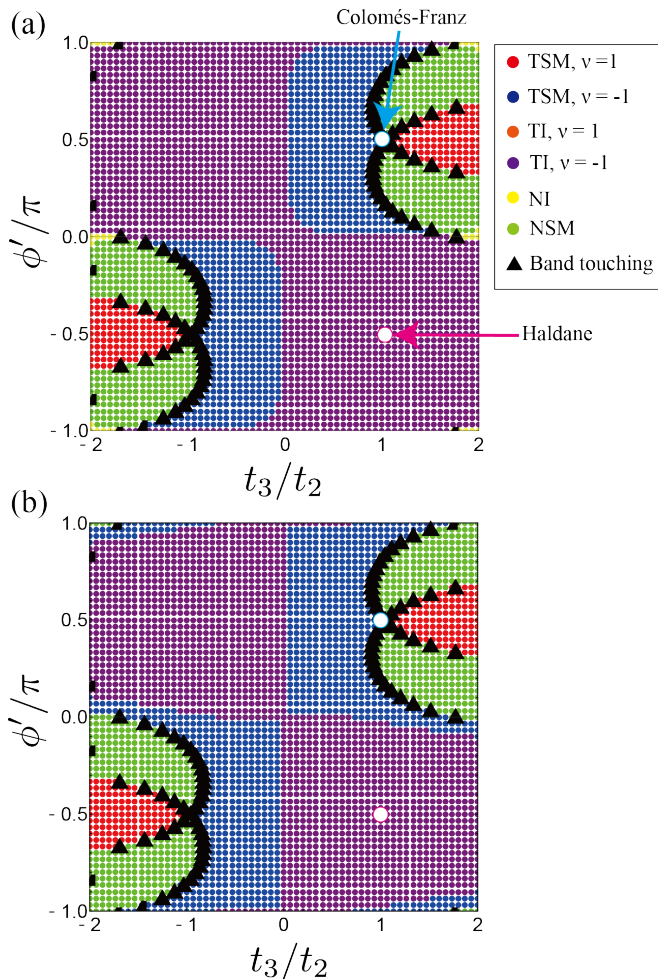 (a)
Colomés-Franz
1.0
0.5
0.0
-0.5
-1.0
ϕ′/π
-2
-1
0
1
2
t₃/t₂
TSM, ν=1
TSM, ν = -1
TI, ν = 1
TI, ν = -1
NI
NSM
Band touching
Haldane
(b)
1.0
0.5
0.0
-0.5
-1.0
ϕ′/π
-2
-1
0
1
2
t₃/t₂